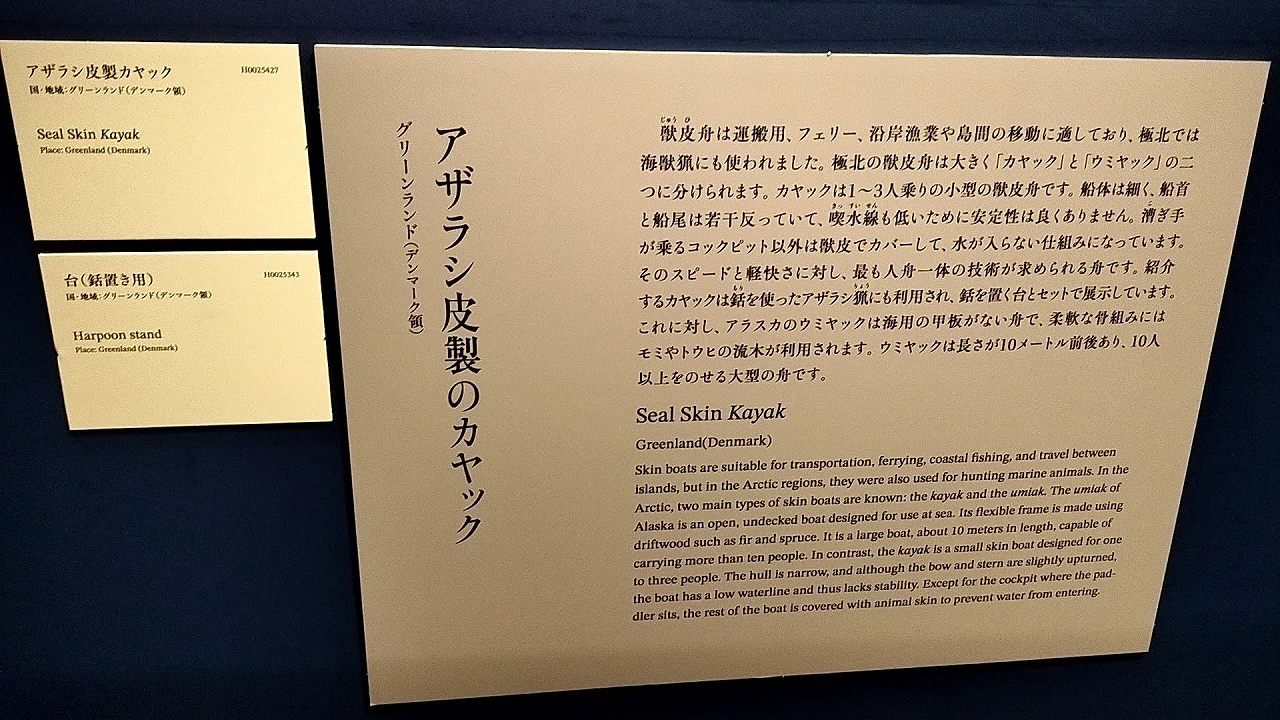 アザラシ皮製カヤック H0025427
国・地域：グリーンランド（デンマーク領）
Seal Skin Kayak
Place: Greenland (Denmark)
台（銛置き用） H0025343
国・地域：グリーンランド（デンマーク領）
Harpoon stand
Place: Greenland (Denmark)
アザラシ皮製のカヤック
グリーンランド（デンマーク領）
じゅう ひ
獣皮舟は運搬用、フェリー、沿岸漁業や島間の移動に適しており、極北では
海獣猟にも使われました。極北の獣皮舟は大きく「カヤック」と「ウミヤック」の二
つに分けられます。カヤックは1～3人乗りの小型の獣皮舟です。船体は細く、船首
きっ すい せん
と船尾は若干反っていて、喫水線も低いために安定性は良くありません。漕ぎ手
こ
が乗るコックピット以外は獣皮でカバーして、水が入らない仕組みになっています。
そのスピードと軽快さに対し、最も人舟一体の技術が求められる舟です。紹介
もり りょう
するカヤックは銛を使ったアザラシ猟にも利用され、銛を置く台とセットで展示しています。
これに対し、アラスカのウミヤックは海用の甲板がない舟で、柔軟な骨組みには
モミやトウヒの流木が利用されます。ウミヤックは長さが10メートル前後あり、10人
以上をのせる大型の舟です。
Seal Skin Kayak
Greenland(Denmark)
Skin boats are suitable for transportation, ferrying, coastal fishing, and travel between
islands, but in the Arctic regions, they were also used for hunting marine animals. In the
Arctic, two main types of skin boats are known: the kayak and the umiak. The umiak of
Alaska is an open, undecked boat designed for use at sea. Its flexible frame is made using
driftwood such as fir and spruce. It is a large boat, about 10 meters in length, capable of
carrying more than ten people. In contrast, the kayak is a small skin boat designed for one
to three people. The hull is narrow, and although the bow and stern are slightly upturned,
the boat has a low waterline and thus lacks stability. Except for the cockpit where the pad-
dler sits, the rest of the boat is covered with animal skin to prevent water from entering.